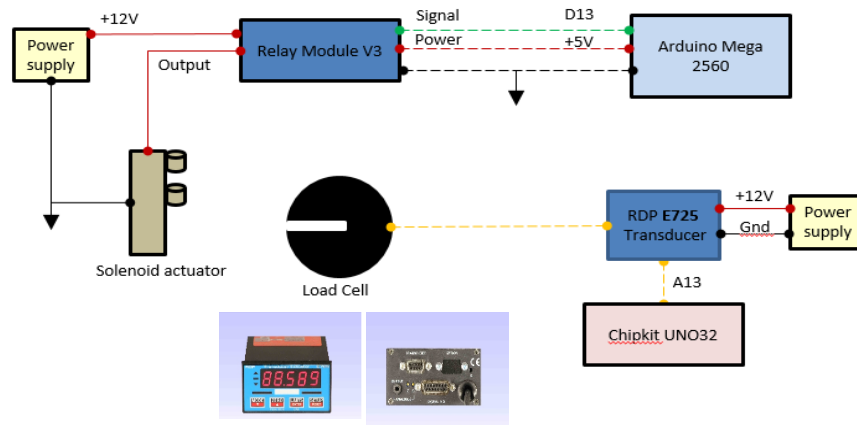 +12V
Signal
D13
Power
supply
Relay Module V3
Power
+5V
Arduino Mega
2560
Output
Solenoid actuator
Load Cell
RDP E725
Transducer
+12V
Gnd
Power
supply
A13
Chipkit UNO32
88.589